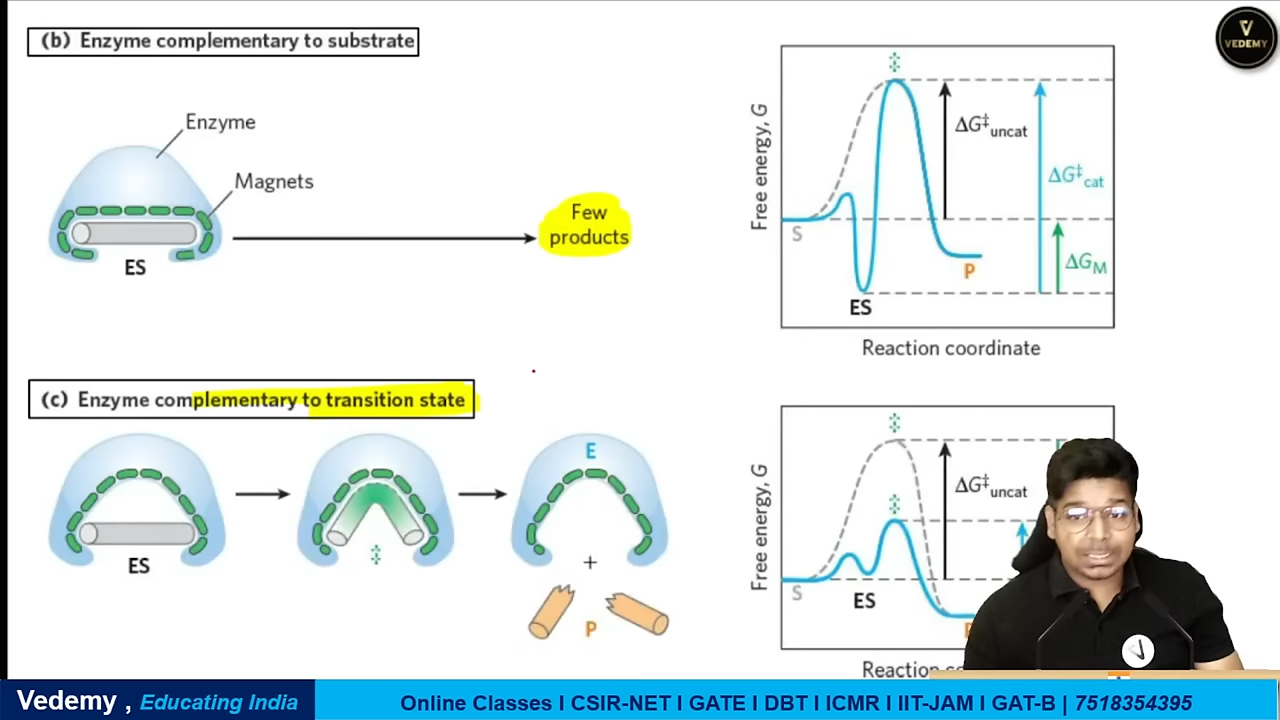 (b) Enzyme complementary to substrate
V
VEDEMY
Enzyme
Magnets
ES
Few
products
Free energy, G
‡
ΔG‡uncat
ΔG‡cat
ΔGM
S
P
ES
Reaction coordinate
(c) Enzyme complementary to transition state
ES
‡
E
+
P
Free energy, G
‡
ΔG‡uncat
‡
S
ES
Vedemy , Educating India
Online Classes I CSIR-NET I GATE I DBT I ICMR I IIT-JAM I GAT-B | 7518354395